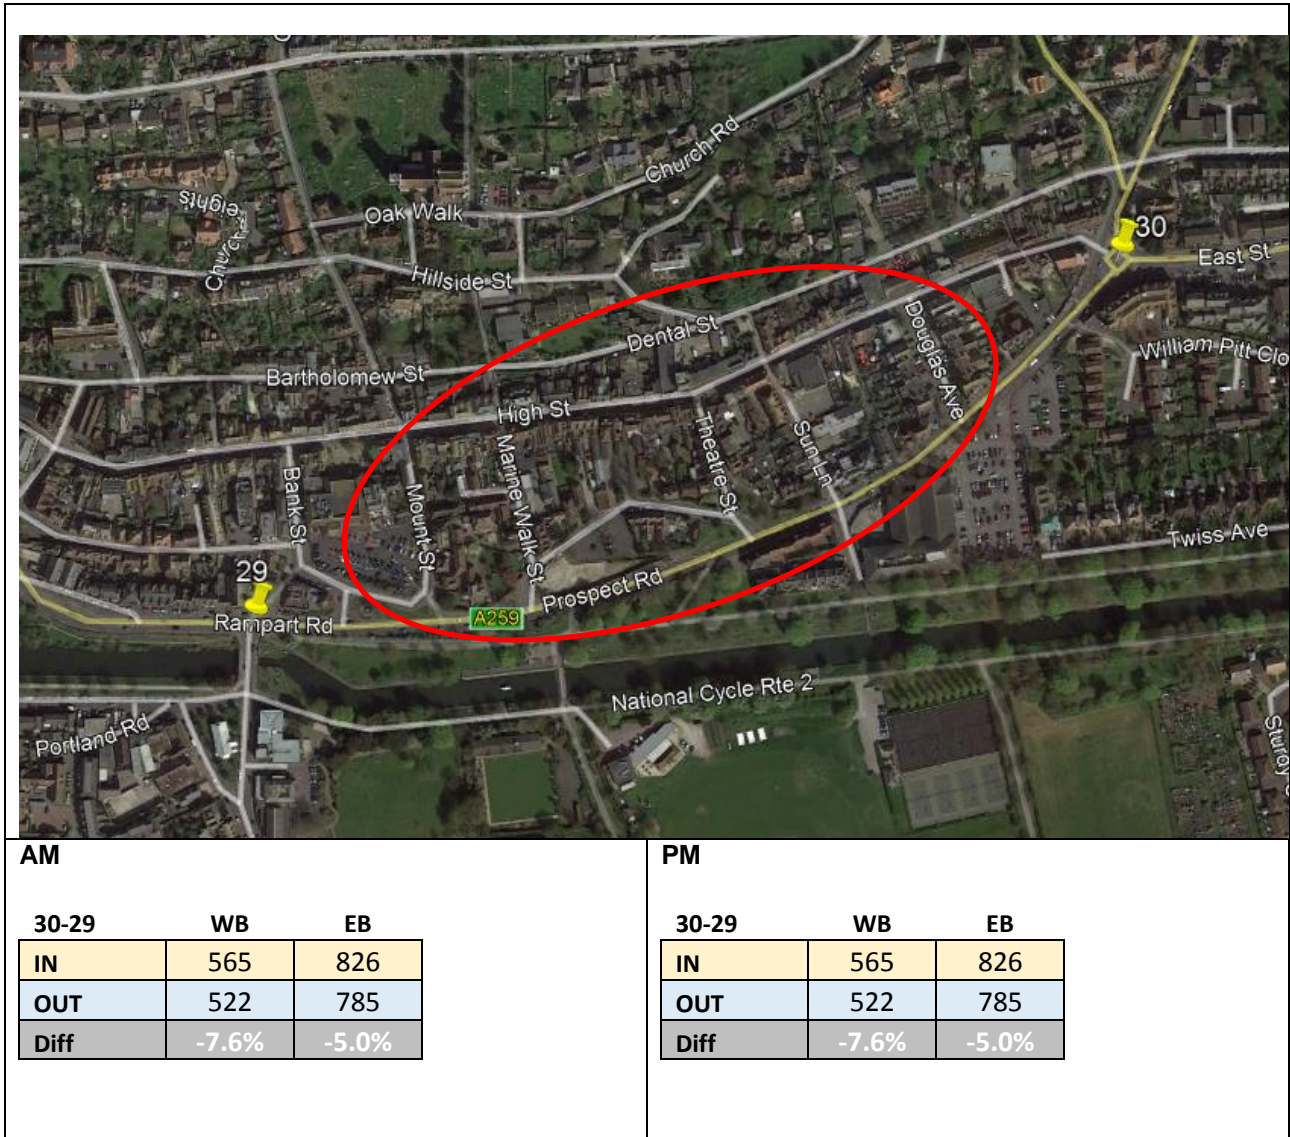 Church Rd
Oak Walk
Church
eights
Hillside St
30
East St
Dental St
Douglas Ave
William Pitt Clo
Bartholomew St
High St
Marine Walk St
Theatre St
Sun Ln
Bank St
Mount St
29
Rampart Rd
A259
Prospect Rd
Twiss Ave
National Cycle Rte 2
Portland Rd
AM
30-29 WB EB
IN 565 826
OUT 522 785
Diff -7.6% -5.0%
PM
30-29 WB EB
IN 565 826
OUT 522 785
Diff -7.6% -5.0%